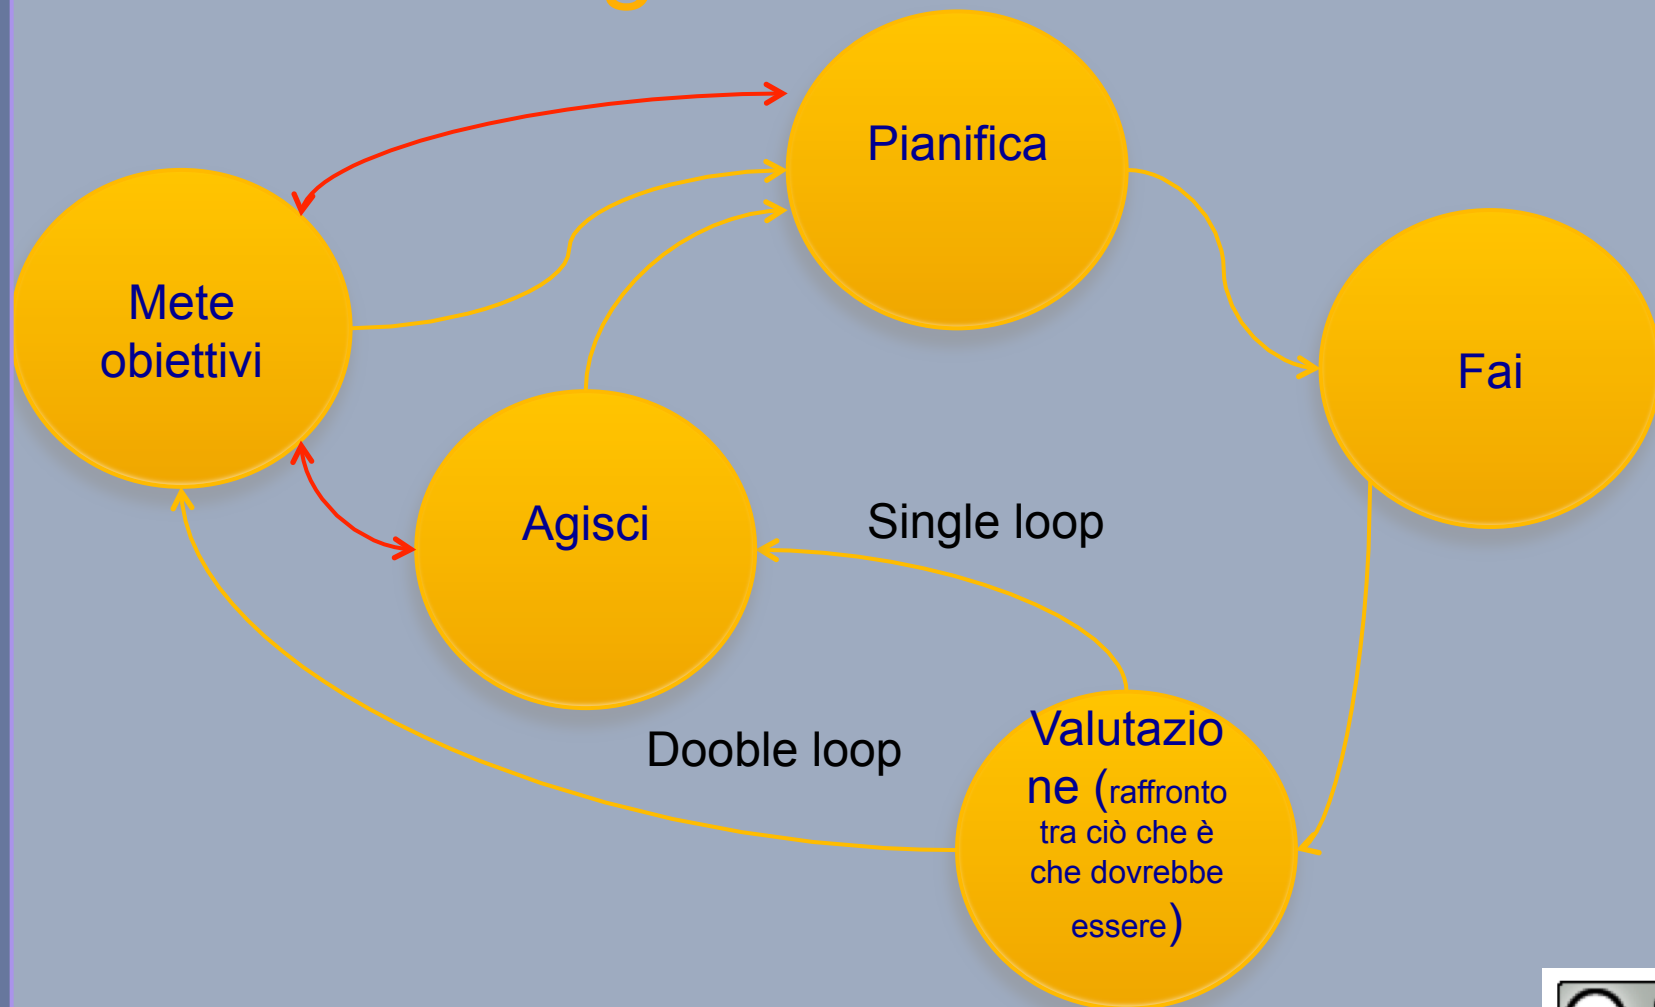 Pianifica
Mete
obiettivi
Fai
Agisci
Single loop
Dooble loop
Valutazio
ne (raffronto
tra ciò che è
che dovrebbe
essere)